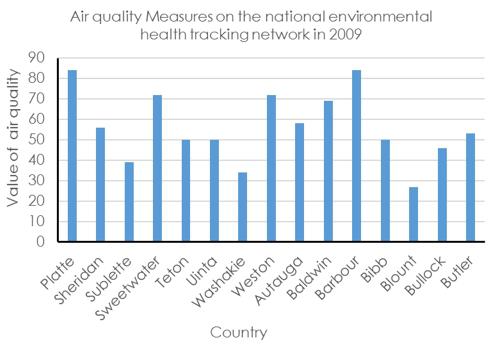 Air quality Measures on the national environmental
health tracking network in 2009
Value of air quality
90
80
70
60
50
40
30
20
10
0
Platte
Sheridan
Sublette
Sweetwater
Teton
Uinta
Washakie
Weston
Autauga
Baldwin
Barbour
Bibb
Blount
Bullock
Butler
Country